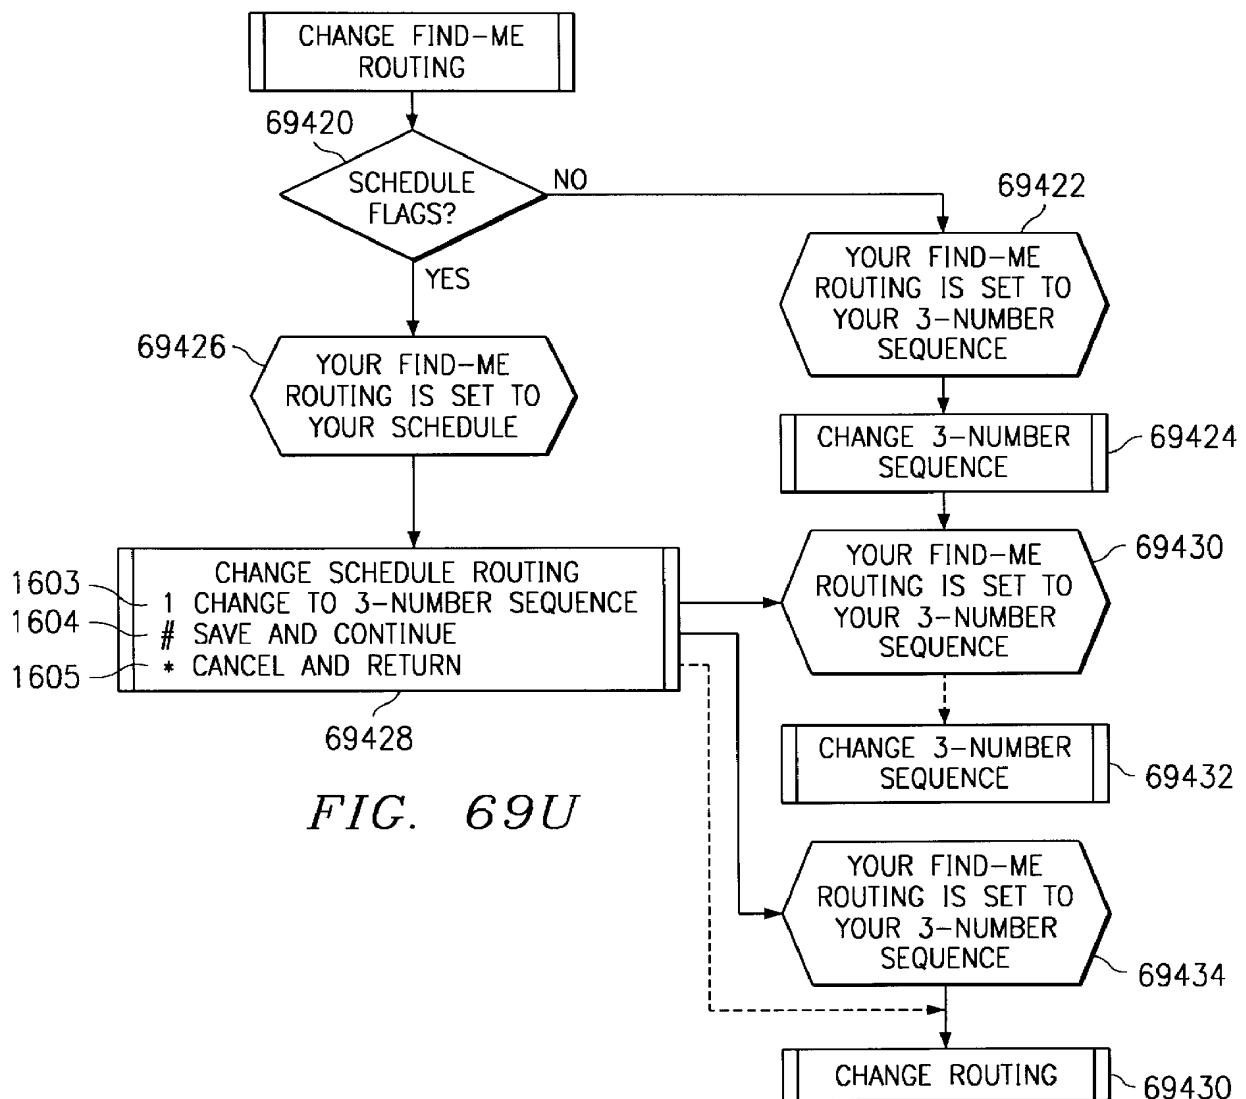 CHANGE FIND-ME
ROUTING
69420
SCHEDULE
FLAGS?
NO
YES
69422
YOUR FIND-ME
ROUTING IS SET TO
YOUR 3-NUMBER
SEQUENCE
69426
YOUR FIND-ME
ROUTING IS SET TO
YOUR SCHEDULE
CHANGE 3-NUMBER
SEQUENCE
69424
69430
YOUR FIND-ME
ROUTING IS SET TO
YOUR 3-NUMBER
SEQUENCE
CHANGE SCHEDULE ROUTING
1603
1 CHANGE TO 3-NUMBER SEQUENCE
1604
# SAVE AND CONTINUE
1605
* CANCEL AND RETURN
69428
CHANGE 3-NUMBER
SEQUENCE
69432
FIG. 69U
YOUR FIND-ME
ROUTING IS SET TO
YOUR 3-NUMBER
SEQUENCE
69434
CHANGE ROUTING
69430